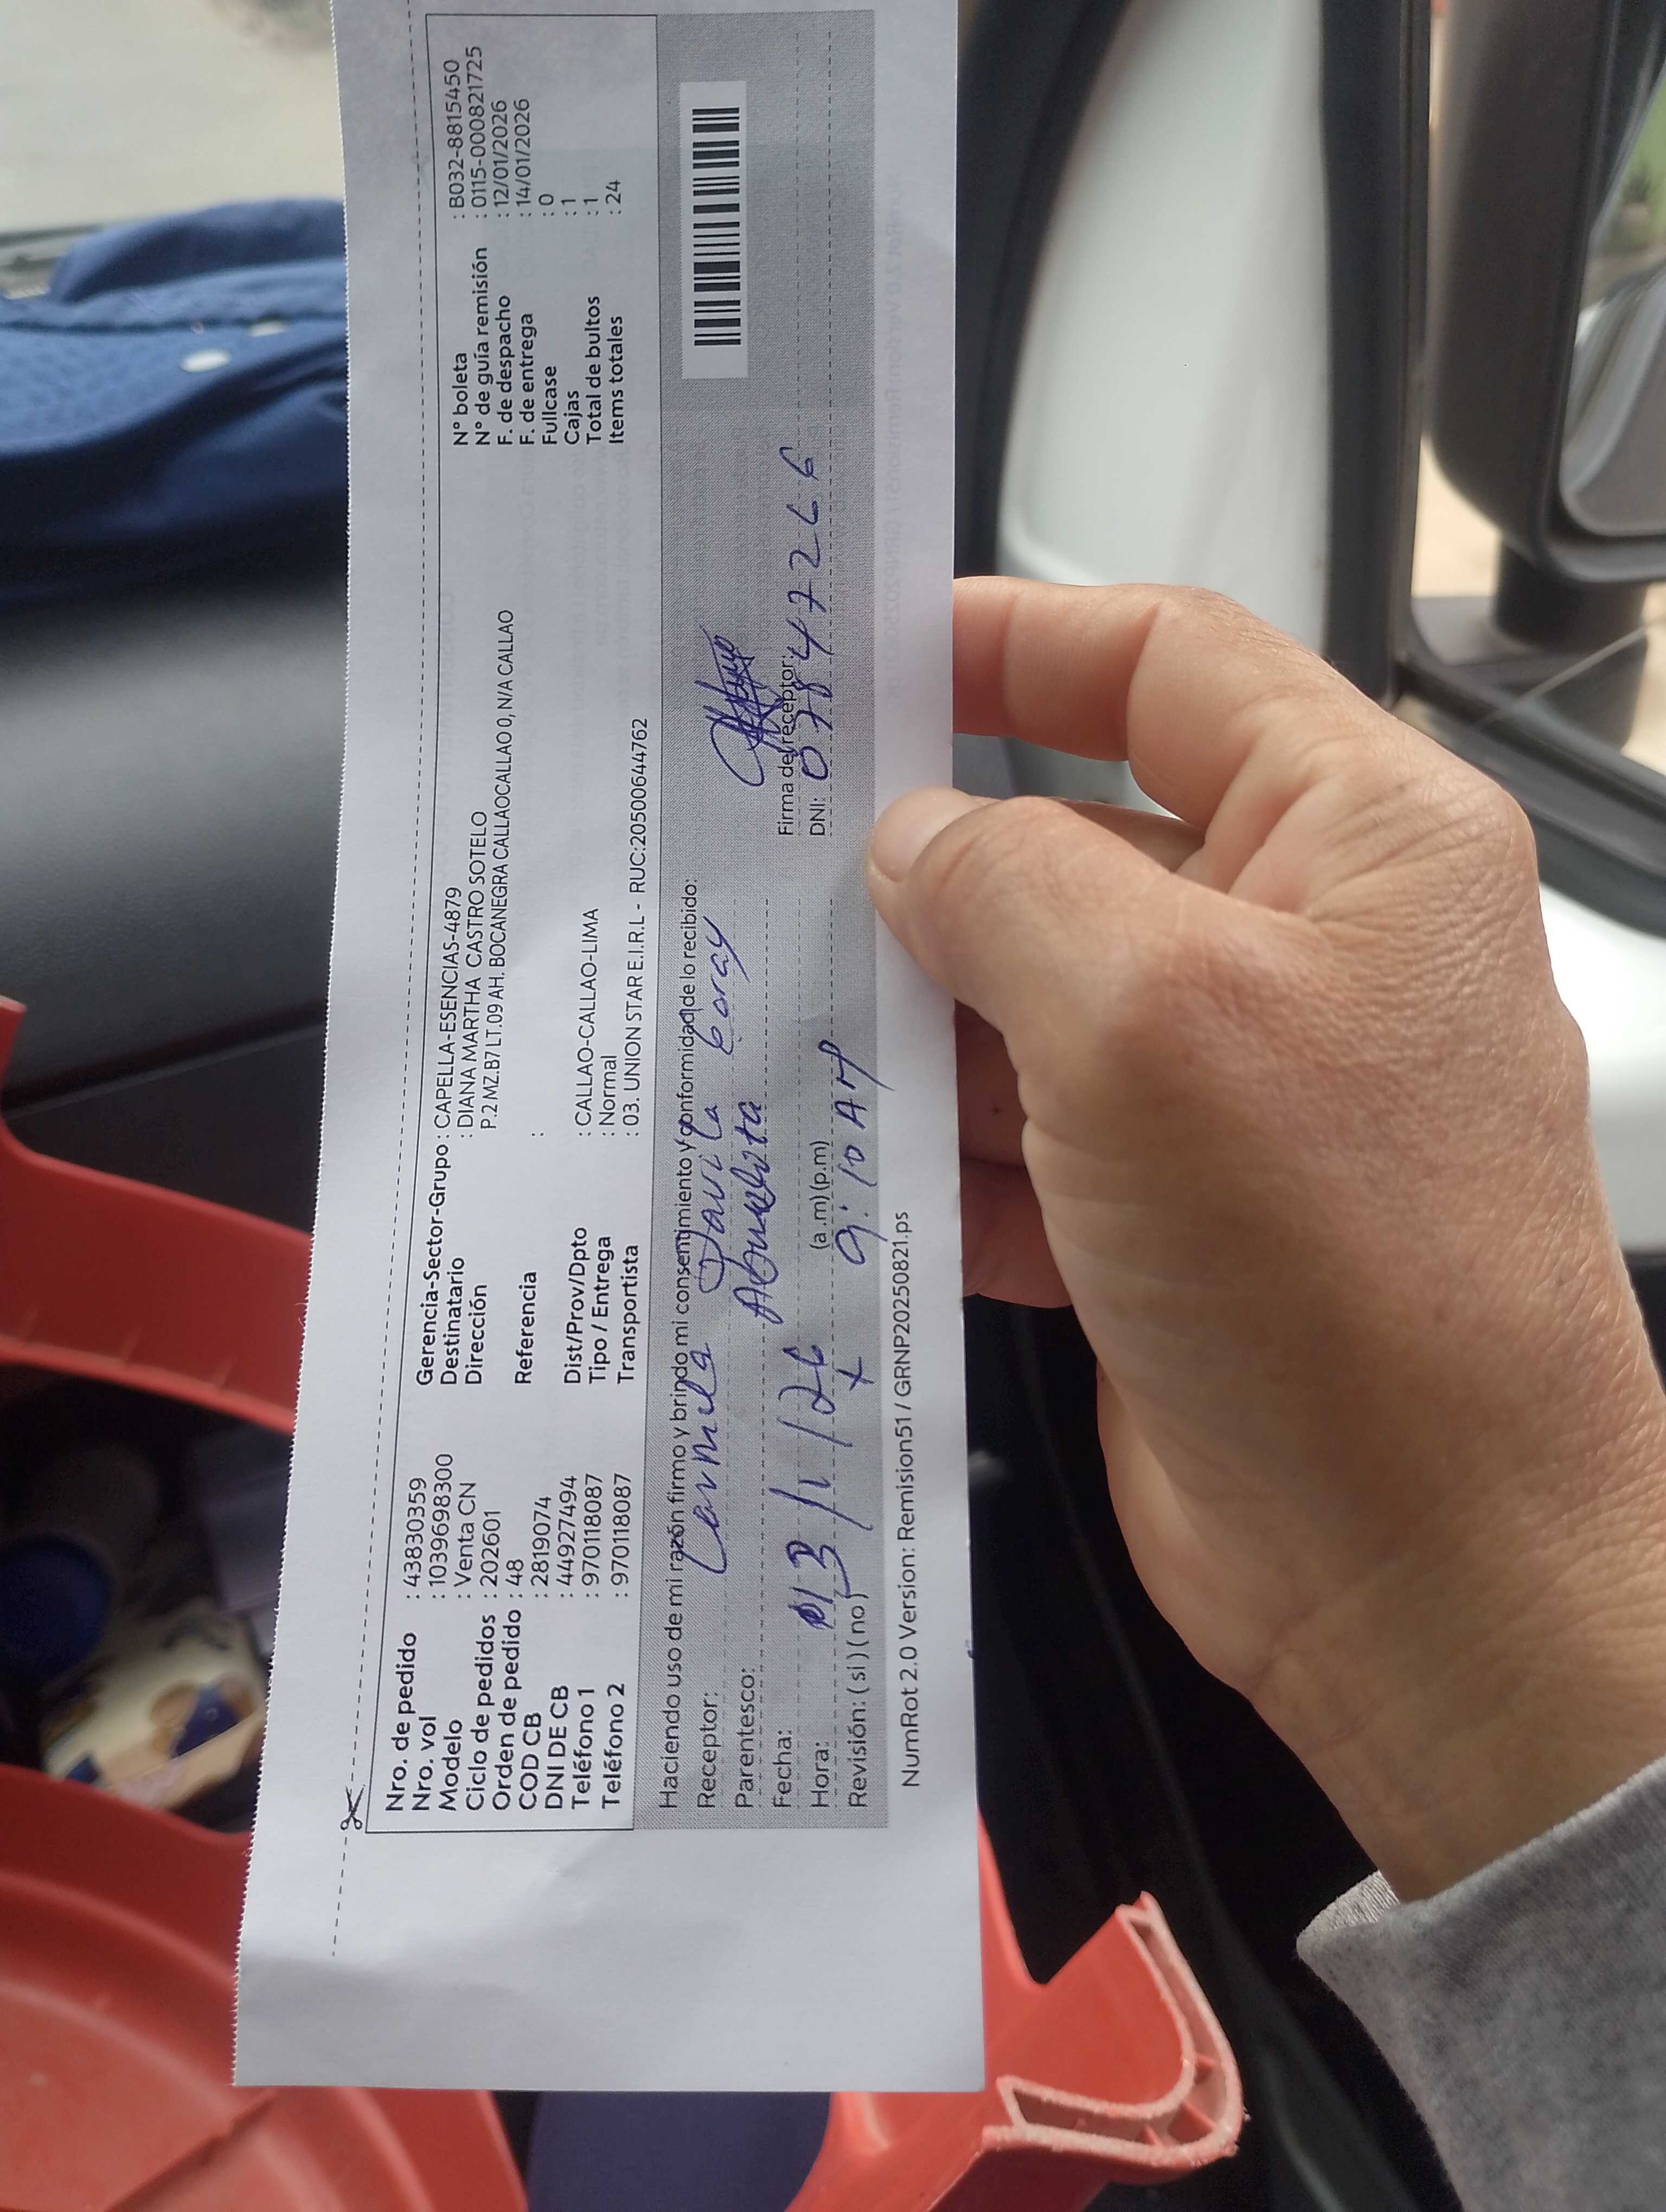 Nro. de pedido : 43830359
Nro. vol : 1039698300
Modelo : Venta CN
Ciclo de pedidos : 202601
Orden de pedido : 48
COD CB : 2819074
DNI DE CB : 44927494
Teléfono 1 : 970118087
Teléfono 2 : 970118087
Gerencia-Sector-Grupo : CAPELLA-ESENCIAS-4879
Destinatario : DIANA MARTHA CASTRO SOTELO
Dirección P.2 MZ.B7 LT.09 AH. BOCANEGRA CALLAOCALLAO 0, N/A CALLAO
Referencia :
Dist/Prov/Dpto : CALLAO-CALLAO-LIMA
Tipo / Entrega : Normal
Transportista : 03. UNION STAR E.I.R.L - RUC:20500644762
N° boleta : B032-8815450
N° de guía remisión : 0115-000821725
F. de despacho : 12/01/2026
F. de entrega : 14/01/2026
Fullcase : 0
Cajas : 1
Total de bultos : 1
Items totales : 24
Haciendo uso de mi razón firmo y brindo mi consentimiento y conformidad de lo recibido:
Receptor: Davila
Parentesco: Abuelita
Fecha: 13/1/26
Hora: (a.m) (p.m) 9:10 AM
Revisión: ( si ) ( no )
Firma del receptor:
DNI: 07847266
NumRot 2.0 Version: Remision51 / GRNP20250821.ps